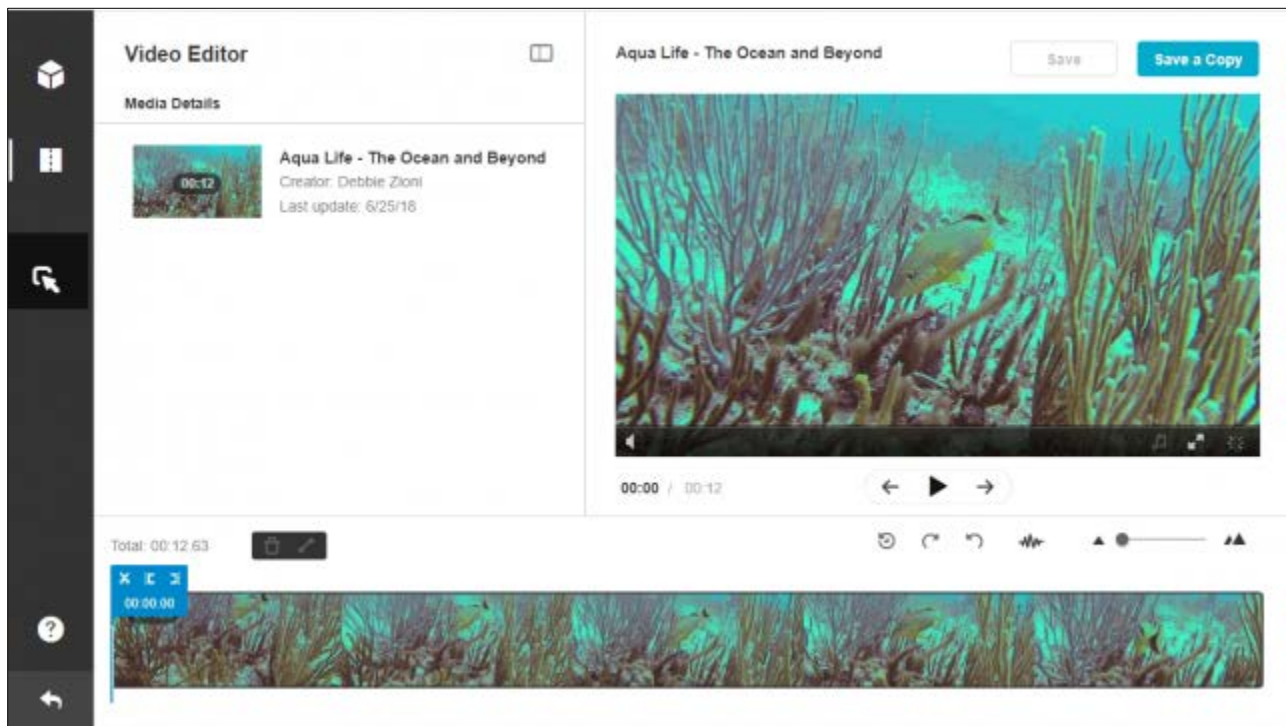 Video Editor
Media Details
00:12
Aqua Life - The Ocean and Beyond
Creator: Debbie Zioni
Last update: 6/25/18
Aqua Life - The Ocean and Beyond
Save
Save a Copy
00:00 / 00:12
Total: 00:12.63
00:00.00
?